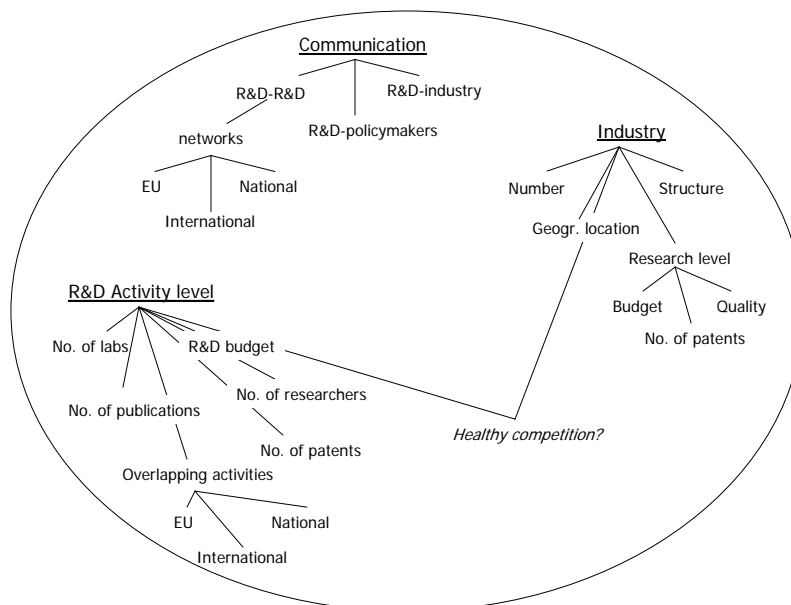 Communication
R&D-R&D
R&D-industry
R&D-policymakers
networks
EU
National
International
Industry
Number
Structure
Geogr. location
Research level
Budget
Quality
No. of patents
R&D Activity level
No. of labs
R&D budget
No. of researchers
No. of publications
No. of patents
Overlapping activities
EU
National
International
Healthy competition?